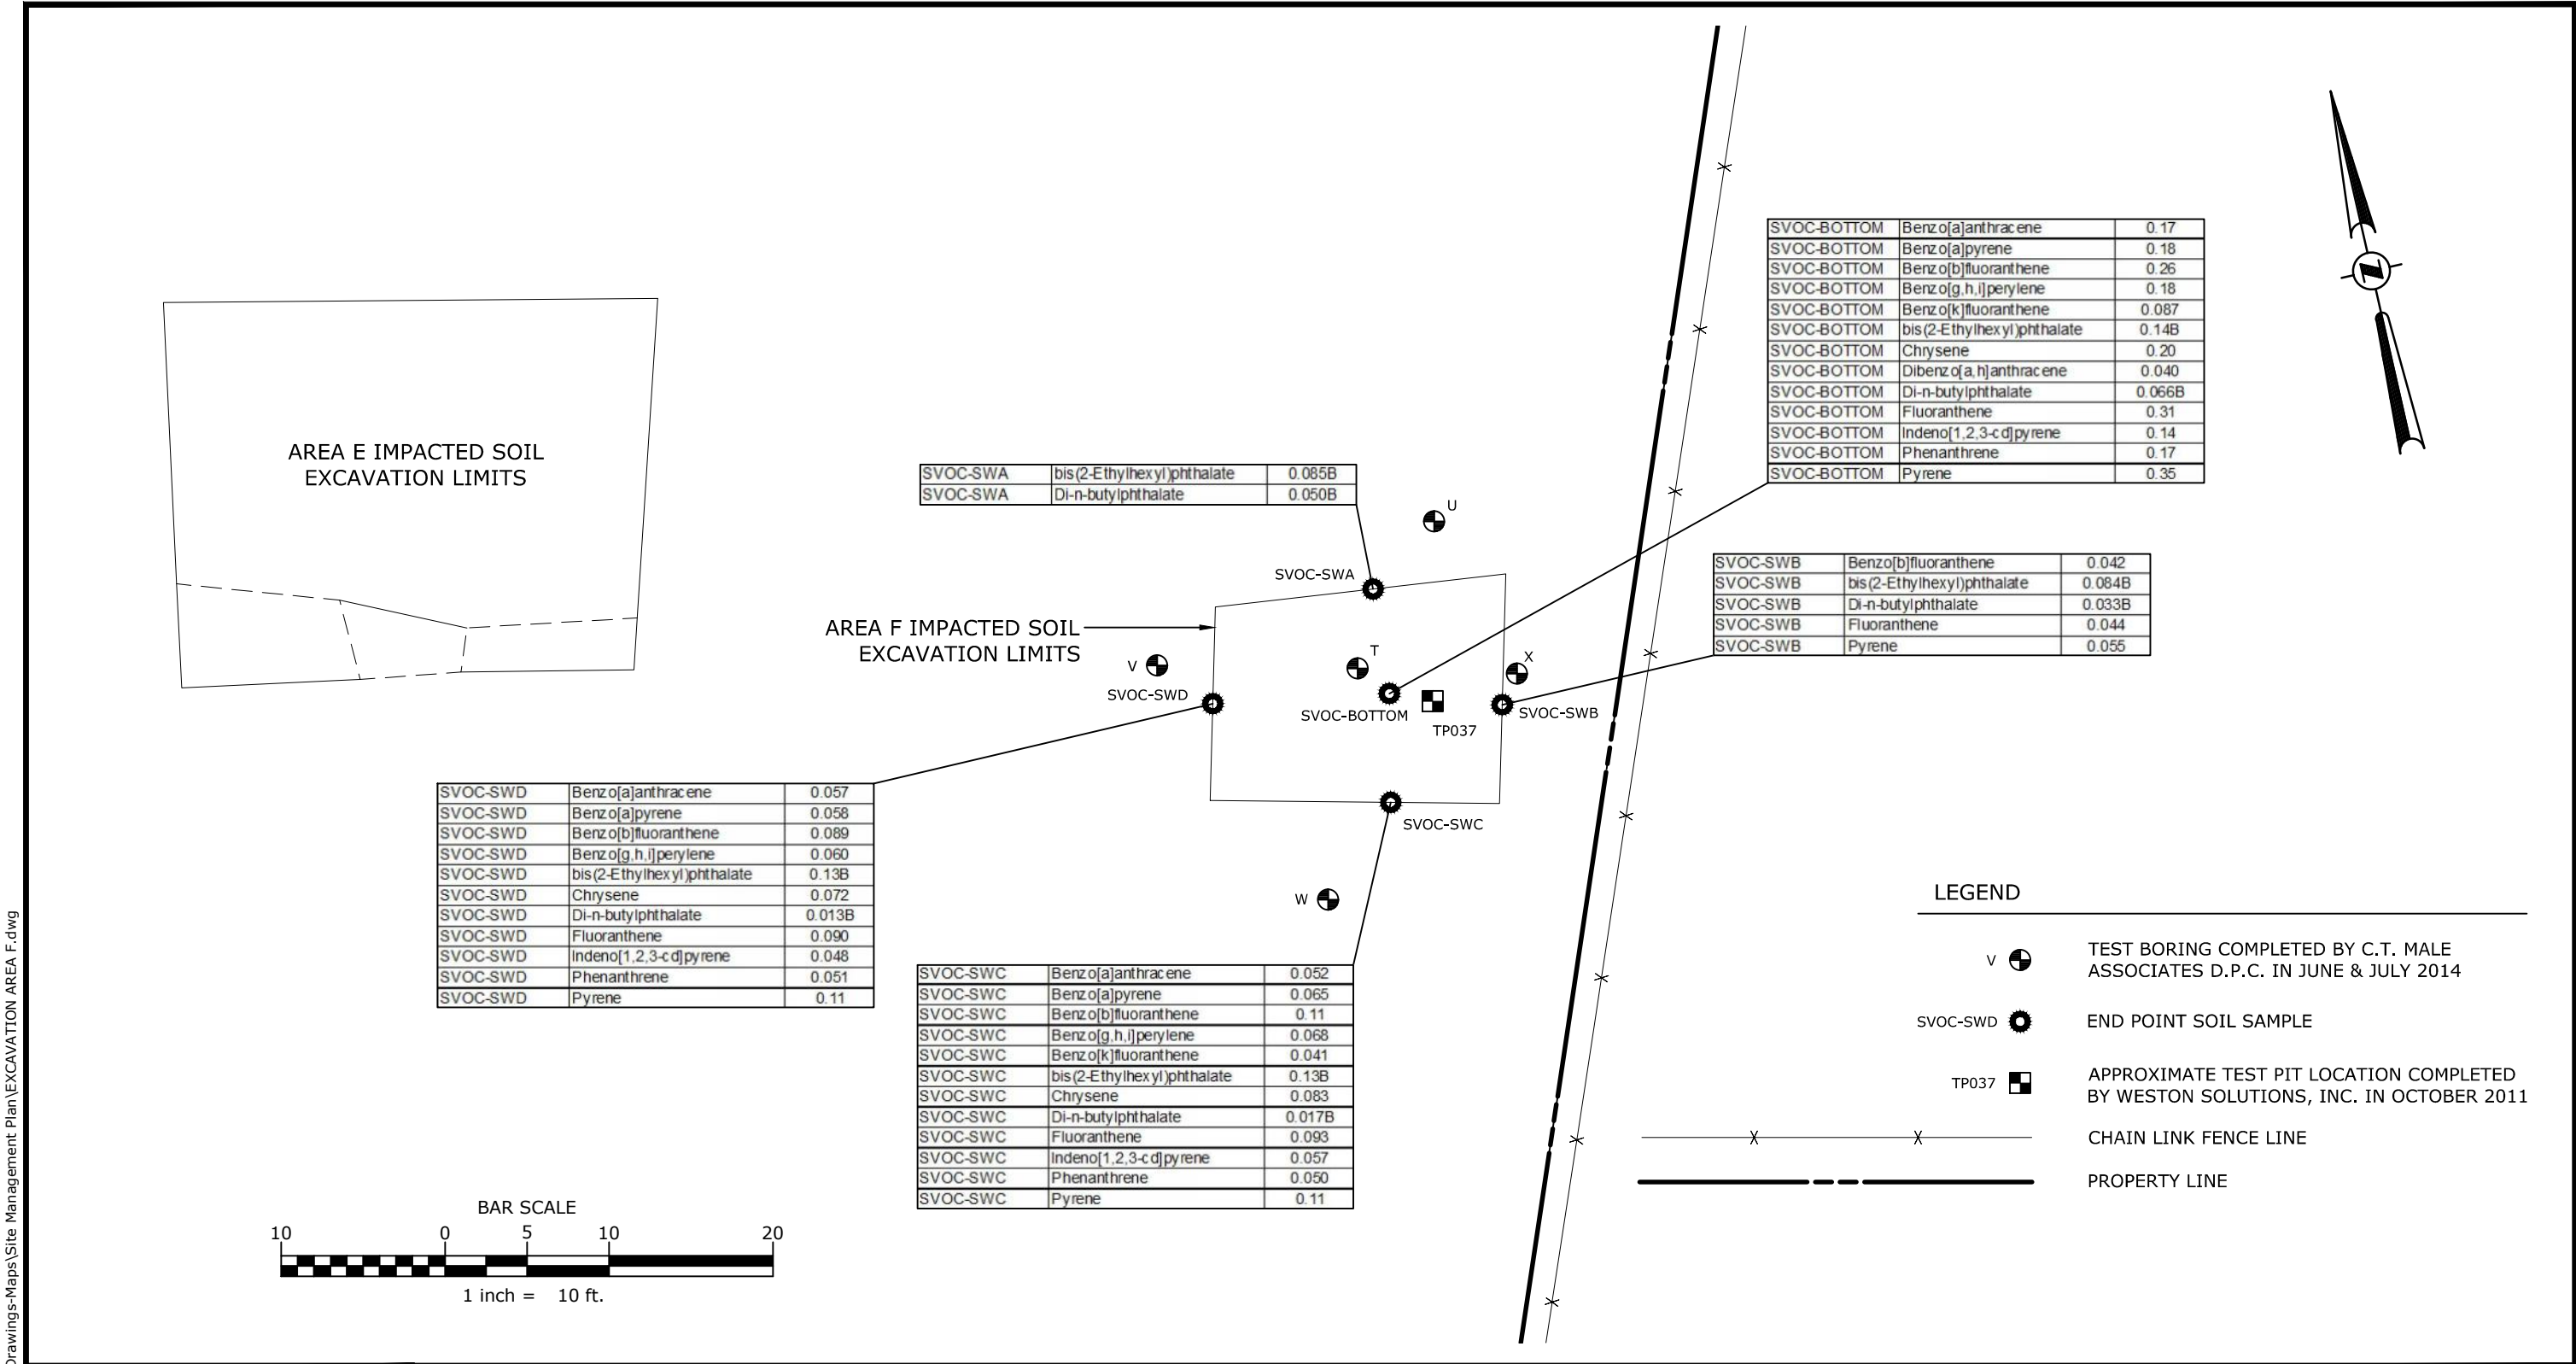 SVOC-BOTTOM Benzo[a]anthracene 0.17
SVOC-BOTTOM Benzo[a]pyrene 0.18
SVOC-BOTTOM Benzo[b]fluoranthene 0.26
SVOC-BOTTOM Benzo[g,h,i]perylene 0.18
SVOC-BOTTOM Benzo[k]fluoranthene 0.087
SVOC-BOTTOM bis(2-Ethylhexyl)phthalate 0.14B
SVOC-BOTTOM Chrysene 0.20
SVOC-BOTTOM Dibenzo[a,h]anthracene 0.040
SVOC-BOTTOM Di-n-butylphthalate 0.066B
SVOC-BOTTOM Fluoranthene 0.31
SVOC-BOTTOM Indeno[1,2,3-cd]pyrene 0.14
SVOC-BOTTOM Phenanthrene 0.17
SVOC-BOTTOM Pyrene 0.35
N
AREA E IMPACTED SOIL
EXCAVATION LIMITS
SVOC-SWA bis(2-Ethylhexyl)phthalate 0.085B
SVOC-SWA Di-n-butylphthalate 0.050B
U
SVOC-SWA
SVOC-SWB Benzo[b]fluoranthene 0.042
SVOC-SWB bis(2-Ethylhexyl)phthalate 0.084B
SVOC-SWB Di-n-butylphthalate 0.033B
SVOC-SWB Fluoranthene 0.044
SVOC-SWB Pyrene 0.055
AREA F IMPACTED SOIL
EXCAVATION LIMITS
V
T
X
SVOC-SWD
SVOC-BOTTOM
SVOC-SWB
TP037
SVOC-SWD Benzo[a]anthracene 0.057
SVOC-SWD Benzo[a]pyrene 0.058
SVOC-SWD Benzo[b]fluoranthene 0.089
SVOC-SWD Benzo[g,h,i]perylene 0.060
SVOC-SWD bis(2-Ethylhexyl)phthalate 0.13B
SVOC-SWD Chrysene 0.072
SVOC-SWD Di-n-butylphthalate 0.013B
SVOC-SWD Fluoranthene 0.090
SVOC-SWD Indeno[1,2,3-cd]pyrene 0.048
SVOC-SWD Phenanthrene 0.051
SVOC-SWD Pyrene 0.11
SVOC-SWC
W
SVOC-SWC Benzo[a]anthracene 0.052
SVOC-SWC Benzo[a]pyrene 0.065
SVOC-SWC Benzo[b]fluoranthene 0.11
SVOC-SWC Benzo[g,h,i]perylene 0.068
SVOC-SWC Benzo[k]fluoranthene 0.041
SVOC-SWC bis(2-Ethylhexyl)phthalate 0.13B
SVOC-SWC Chrysene 0.083
SVOC-SWC Di-n-butylphthalate 0.017B
SVOC-SWC Fluoranthene 0.093
SVOC-SWC Indeno[1,2,3-cd]pyrene 0.057
SVOC-SWC Phenanthrene 0.050
SVOC-SWC Pyrene 0.11
LEGEND
V TEST BORING COMPLETED BY C.T. MALE
ASSOCIATES D.P.C. IN JUNE & JULY 2014
SVOC-SWD END POINT SOIL SAMPLE
TP037 APPROXIMATE TEST PIT LOCATION COMPLETED
BY WESTON SOLUTIONS, INC. IN OCTOBER 2011
CHAIN LINK FENCE LINE
PROPERTY LINE
BAR SCALE
10 0 5 10 20
1 inch = 10 ft.
Drawings-Maps\Site Management Plan\EXCAVATION AREA F.dwg